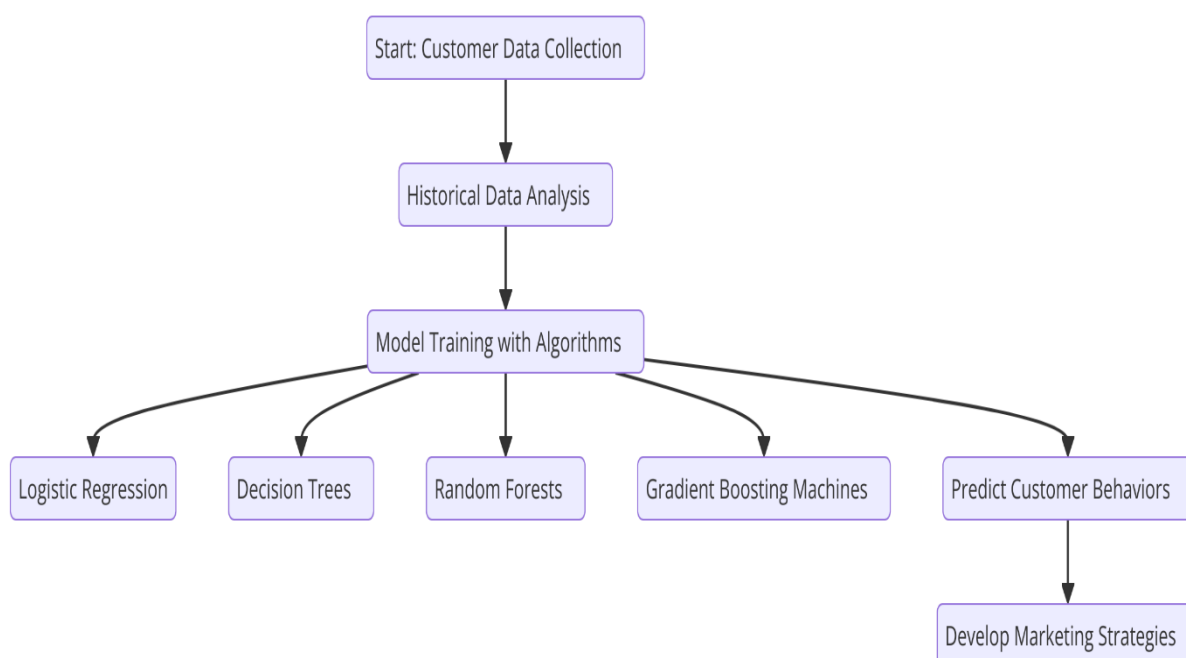 Start: Customer Data Collection
Historical Data Analysis
Model Training with Algorithms
Logistic Regression
Decision Trees
Random Forests
Gradient Boosting Machines
Predict Customer Behaviors
Develop Marketing Strategies